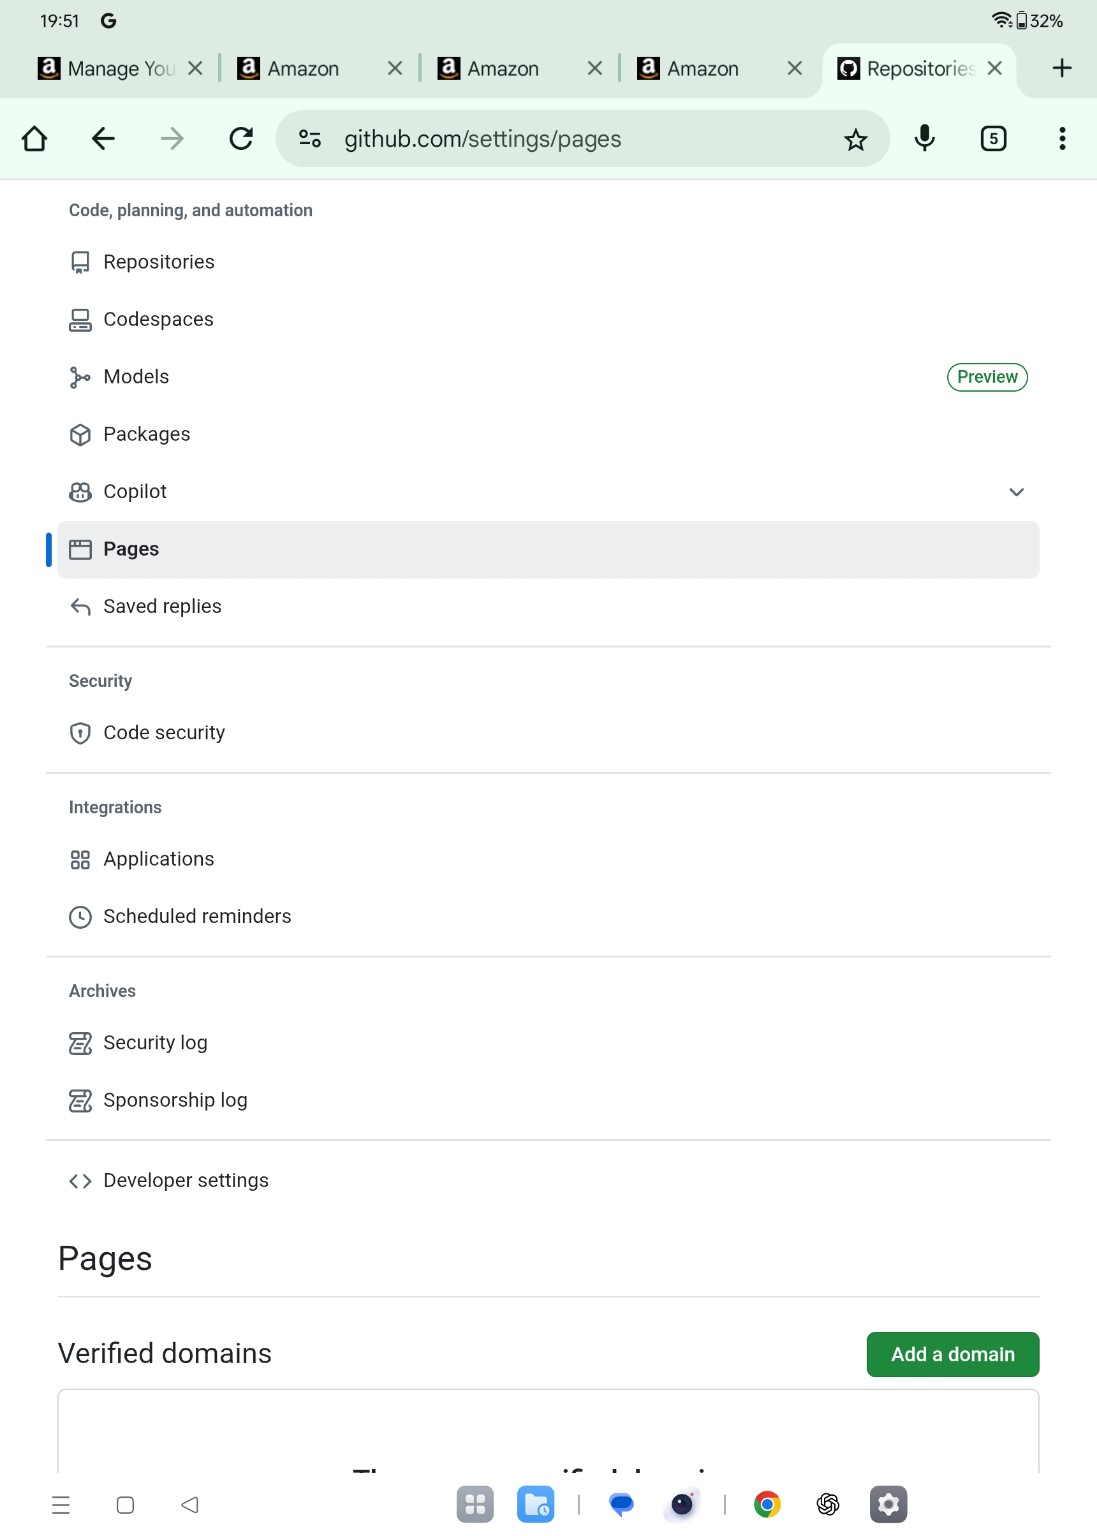 19:51
32%
Manage You
Amazon
Amazon
Amazon
Repositories
github.com/settings/pages
5
Code, planning, and automation
Repositories
Codespaces
Models
Preview
Packages
Copilot
Pages
Saved replies
Security
Code security
Integrations
Applications
Scheduled reminders
Archives
Security log
Sponsorship log
Developer settings
Pages
Verified domains
Add a domain